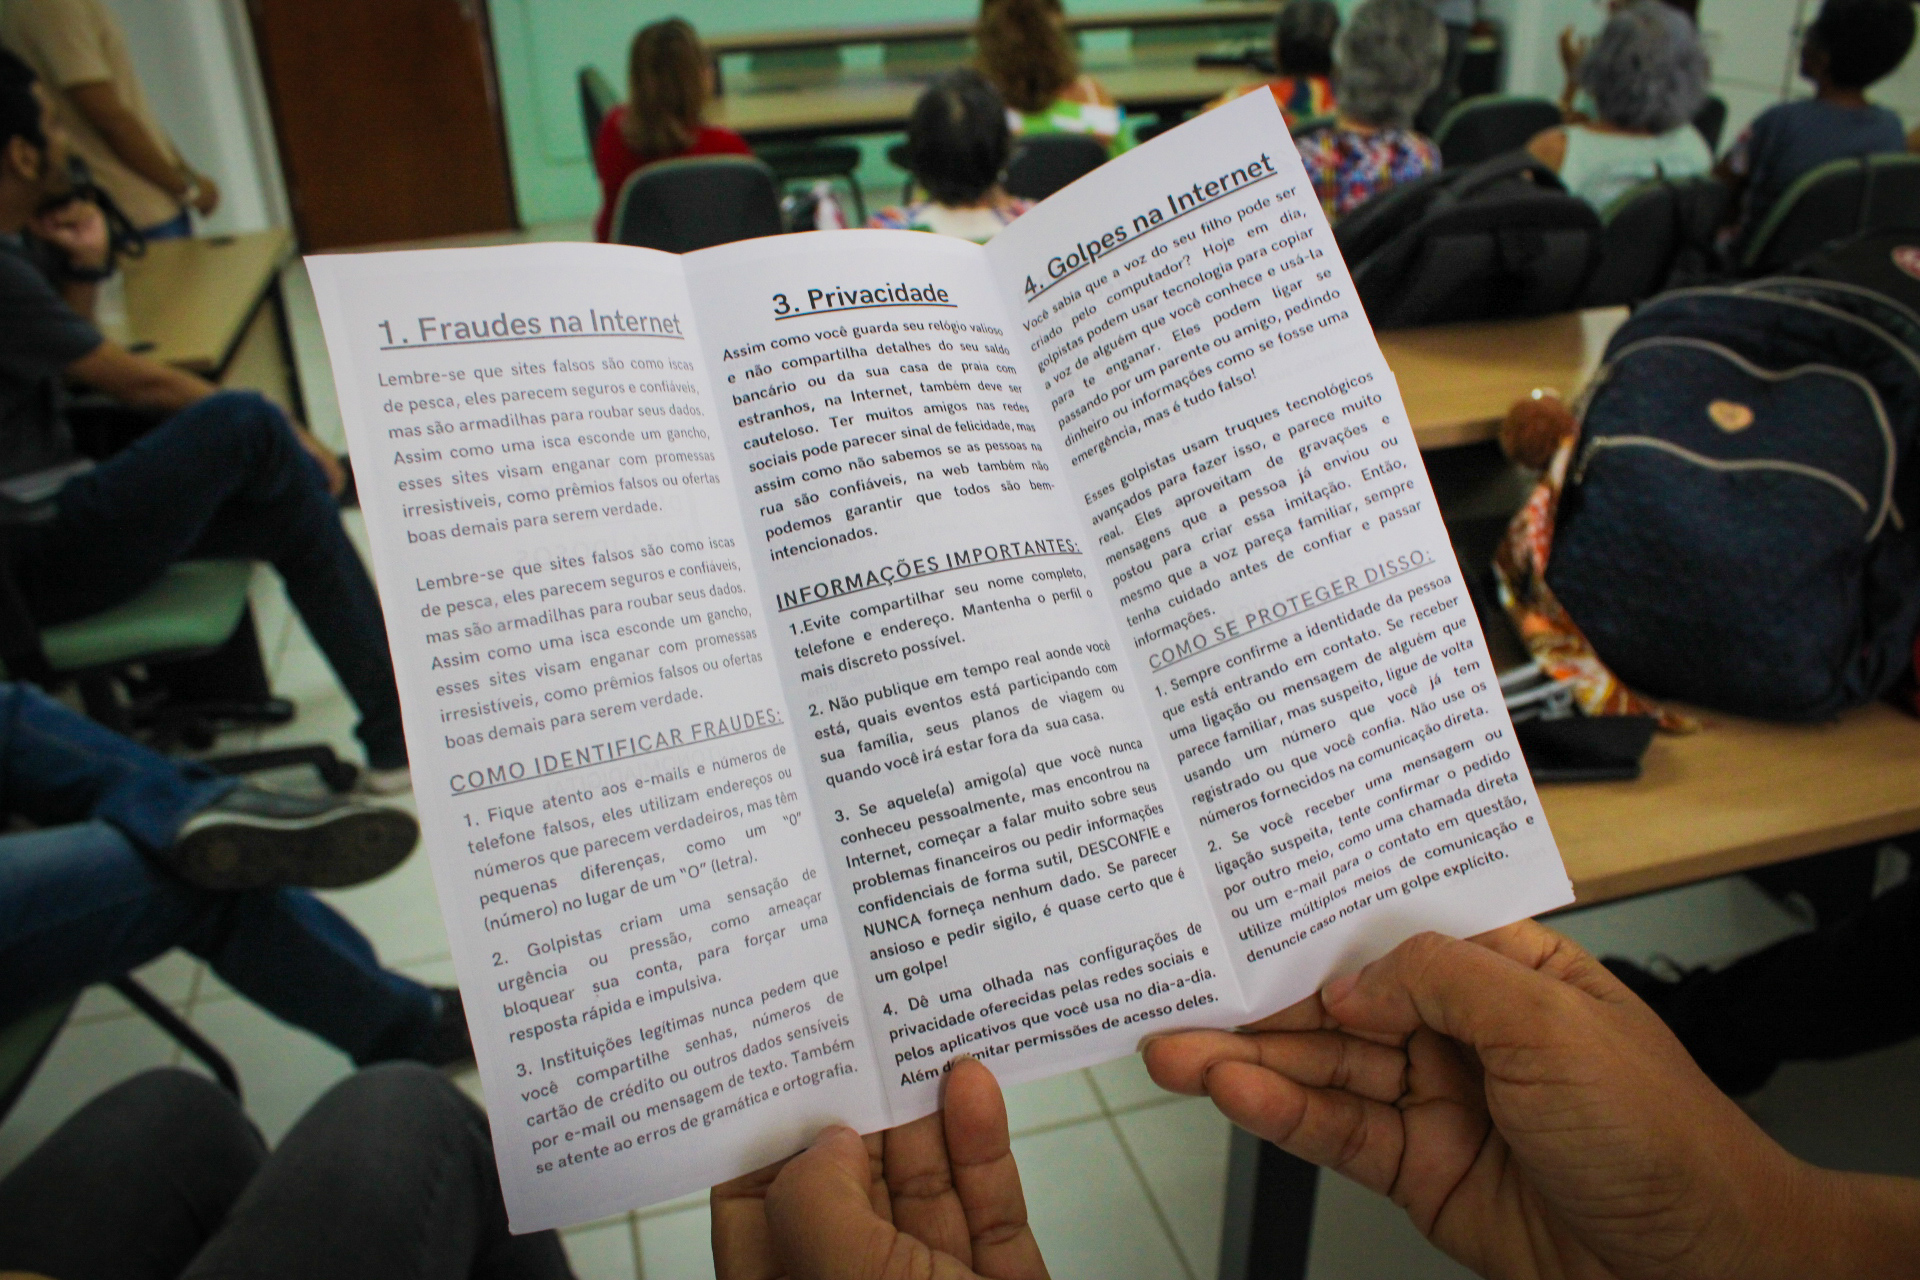 1. Fraudes na Internet
Lembre-se que sites falsos são como iscas
de pesca, eles parecem seguros e confiáveis,
mas são armadilhas para roubar seus dados.
Assim como uma isca esconde um gancho,
esses sites visam enganar com promessas
irresistíveis, como prêmios falsos ou ofertas
boas demais para serem verdade.
Lembre-se que sites falsos são como iscas
de pesca, eles parecem seguros e confiáveis,
mas são armadilhas para roubar seus dados.
Assim como uma isca esconde um gancho,
esses sites visam enganar com promessas
irresistíveis, como prêmios falsos ou ofertas
boas demais para serem verdade.
COMO IDENTIFICAR FRAUDES:
1. Fique atento aos e-mails e números de
telefone falsos, eles utilizam endereços ou
números que parecem verdadeiros, mas têm
pequenas diferenças, como um "0"
(número) no lugar de um "O" (letra).
2. Golpistas criam uma sensação de
urgência ou pressão, como ameaçar
bloquear sua conta, para forçar uma
resposta rápida e impulsiva.
3. Instituições legítimas nunca pedem que
você compartilhe senhas, números de
cartão de crédito ou outros dados sensíveis
por e-mail ou mensagem de texto. Também
se atente ao erros de gramática e ortografia.
3. Privacidade
Assim como você guarda seu relógio valioso
e não compartilha detalhes do seu saldo
bancário ou da sua casa de praia com
estranhos, na Internet, também deve ser
cauteloso. Ter muitos amigos nas redes
sociais pode parecer sinal de felicidade, mas
assim como não sabemos se as pessoas na
rua são confiáveis, na web também não
podemos garantir que todos são bem-
intencionados.
INFORMAÇÕES IMPORTANTES:
1.Evite compartilhar seu nome completo,
telefone e endereço. Mantenha o perfil o
mais discreto possível.
2. Não publique em tempo real aonde você
está, quais eventos está participando com
sua família, seus planos de viagem ou
quando você irá estar fora da sua casa.
3. Se aquele(a) amigo(a) que você nunca
conheceu pessoalmente, mas encontrou na
Internet, começar a falar muito sobre seus
problemas financeiros ou pedir informações
confidenciais de forma sutil, DESCONFIE e
NUNCA forneça nenhum dado. Se parecer
ansioso e pedir sigilo, é quase certo que é
um golpe!
4. Dê uma olhada nas configurações de
privacidade oferecidas pelas redes sociais e
pelos aplicativos que você usa no dia-a-dia.
Além limitar permissões de acesso deles.
4. Golpes na Internet
Você sabia que a voz do seu filho pode ser
criado pelo computador? Hoje em dia,
golpistas podem usar tecnologia para copiar
a voz de alguém que você conhece e usá-la
para te enganar. Eles podem ligar se
passando por um parente ou amigo, pedindo
dinheiro ou informações como se fosse uma
emergência, mas é tudo falso!
Esses golpistas usam truques tecnológicos
avançados para fazer isso, e parece muito
real. Eles aproveitam de gravações e
mensagens que a pessoa já enviou ou
postou para criar essa imitação. Então,
mesmo que a voz pareça familiar, sempre
tenha cuidado antes de confiar e passar
informações.
COMO SE PROTEGER DISSO:
1. Sempre confirme a identidade da pessoa
que está entrando em contato. Se receber
uma ligação ou mensagem de alguém que
parece familiar, mas suspeito, ligue de volta
usando um número que você já tem
registrado ou que você confia. Não use os
números fornecidos na comunicação direta.
2. Se você receber uma mensagem ou
ligação suspeita, tente confirmar o pedido
por outro meio, como uma chamada direta
ou um e-mail para o contato em questão,
utilize múltiplos meios de comunicação e
denuncie caso notar um golpe explícito.